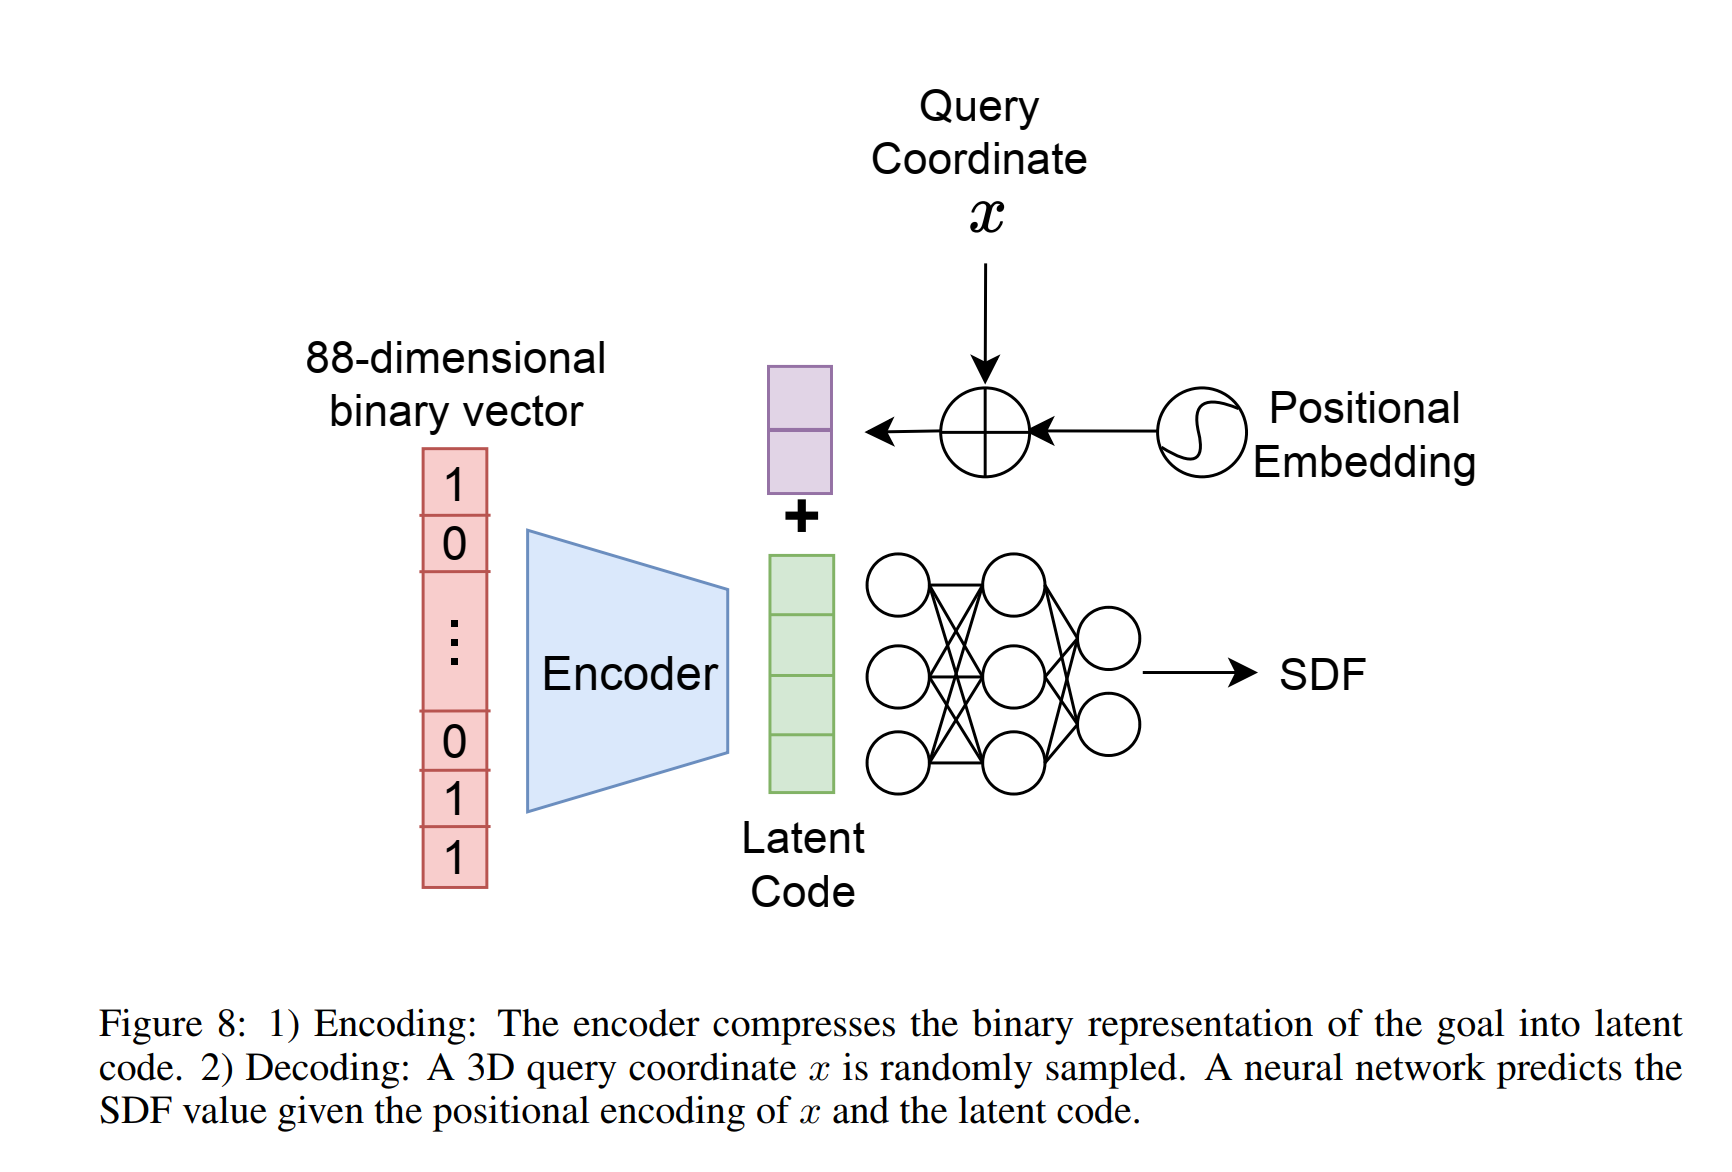 Query
Coordinate
x
88-dimensional
binary vector
Positional
Embedding
1
0
⋮
0
1
1
+
Encoder
SDF
Latent
Code
Figure 8: 1) Encoding: The encoder compresses the binary representation of the goal into latent
code. 2) Decoding: A 3D query coordinate x is randomly sampled. A neural network predicts the
SDF value given the positional encoding of x and the latent code.